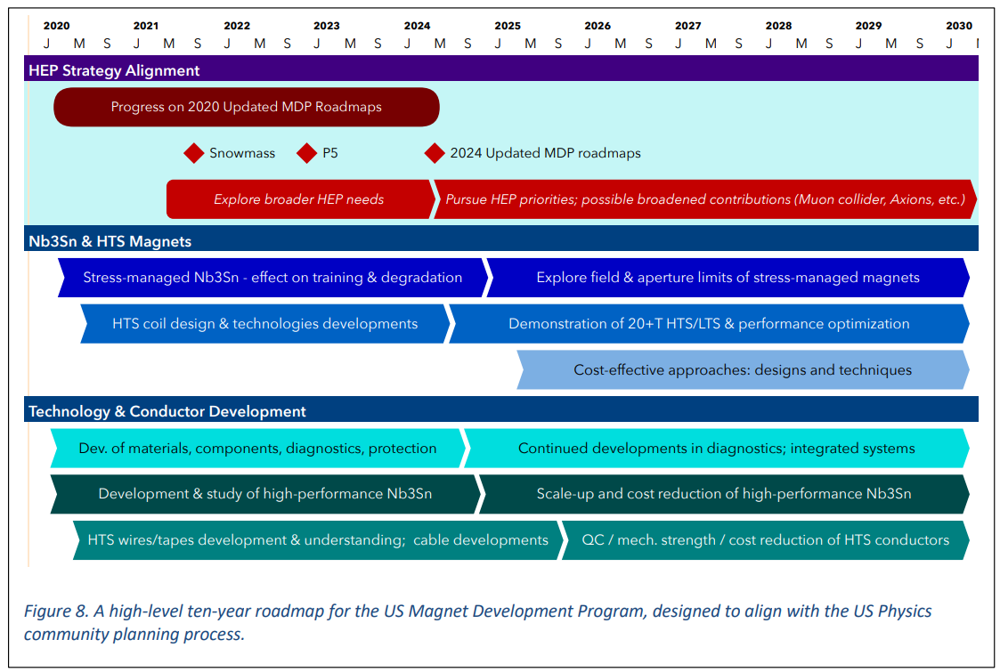 2020 2021 2022 2023 2024 2025 2026 2027 2028 2029 2030
J M S J M S J M S J M S J M S J M S J M S J M S J M S J M S J
HEP Strategy Alignment
Progress on 2020 Updated MDP Roadmaps
Snowmass P5 2024 Updated MDP roadmaps
Explore broader HEP needs Pursue HEP priorities; possible broadened contributions (Muon collider, Axions, etc.)
Nb3Sn & HTS Magnets
Stress-managed Nb3Sn - effect on training & degradation Explore field & aperture limits of stress-managed magnets
HTS coil design & technologies developments Demonstration of 20+T HTS/LTS & performance optimization
Cost-effective approaches: designs and techniques
Technology & Conductor Development
Dev. of materials, components, diagnostics, protection Continued developments in diagnostics; integrated systems
Development & study of high-performance Nb3Sn Scale-up and cost reduction of high-performance Nb3Sn
HTS wires/tapes development & understanding; cable developments QC / mech. strength / cost reduction of HTS conductors
Figure 8. A high-level ten-year roadmap for the US Magnet Development Program, designed to align with the US Physics
community planning process.